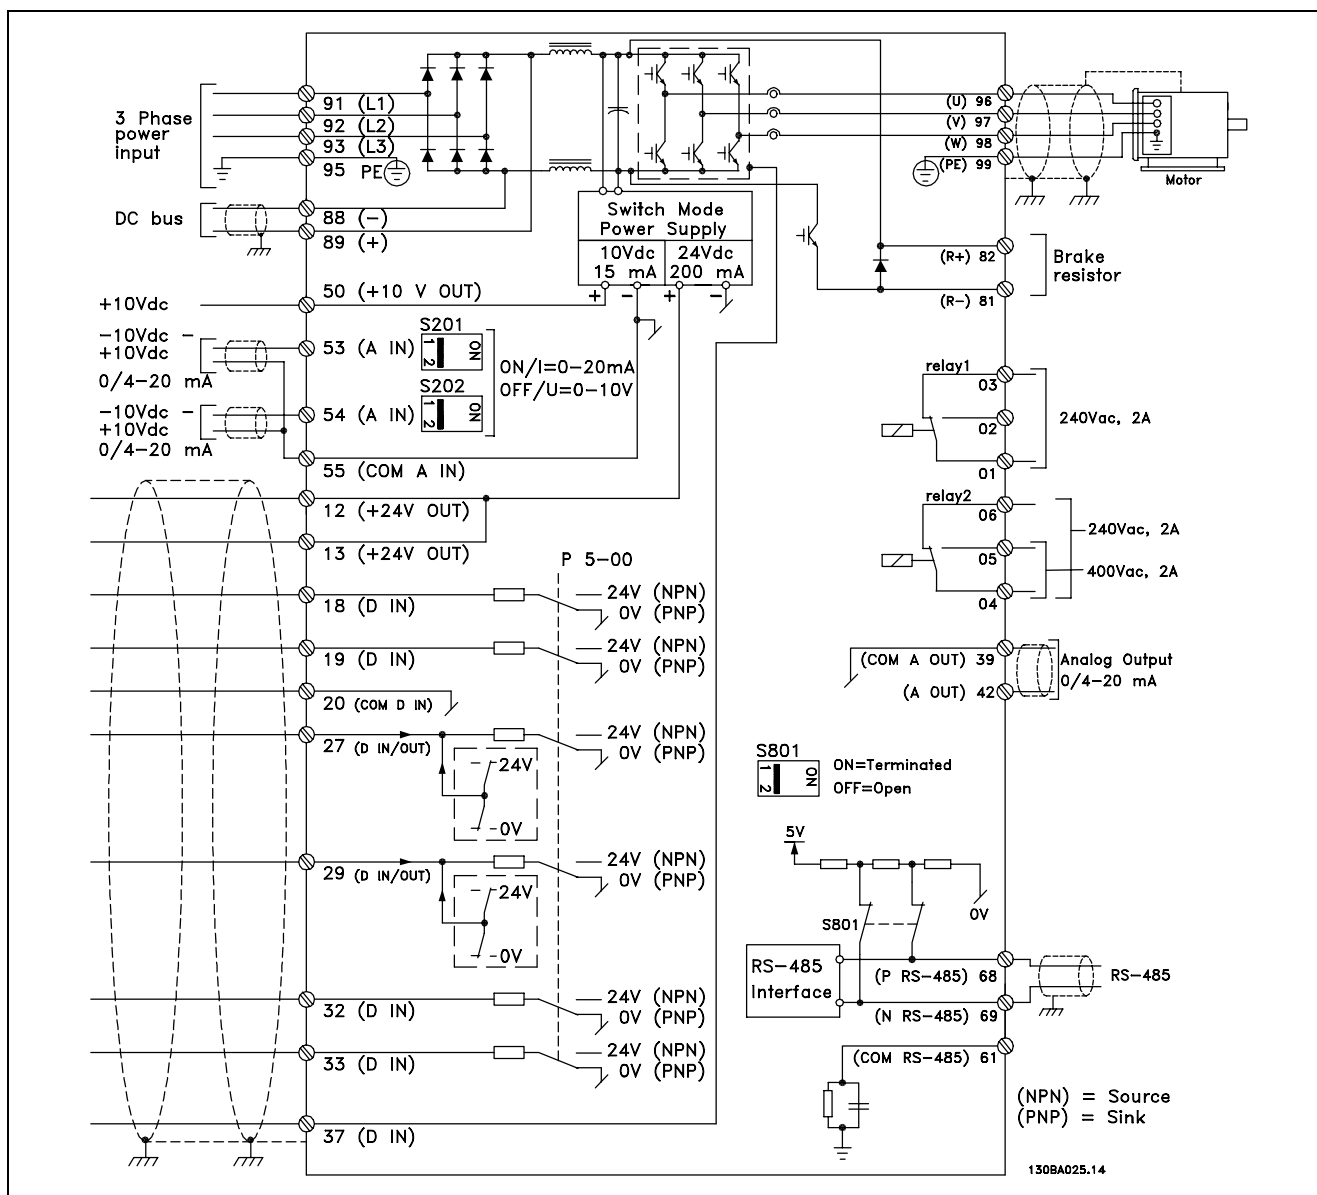 3 Phase
power
input
91 (L1)
92 (L2)
93 (L3)
95 PE
DC bus
88 (-)
89 (+)
Switch Mode
Power Supply
10Vdc
15 mA
24Vdc
200 mA
+ - + -
(U) 96
(V) 97
(W) 98
(PE) 99
Motor
(R+) 82
(R-) 81
Brake
resistor
+10Vdc
50 (+10 V OUT)
-10Vdc -
+10Vdc
0/4-20 mA
53 (A IN)
S201
1 2
ON
ON/I=0-20mA
OFF/U=0-10V
-10Vdc -
+10Vdc
0/4-20 mA
54 (A IN)
S202
1 2
ON
55 (COM A IN)
12 (+24V OUT)
13 (+24V OUT)
relay1
03
02
01
240Vac, 2A
relay2
06
05
04
240Vac, 2A
400Vac, 2A
P 5-00
18 (D IN)
24V (NPN)
0V (PNP)
19 (D IN)
24V (NPN)
0V (PNP)
20 (COM D IN)
27 (D IN/OUT)
24V (NPN)
0V (PNP)
24V
0V
29 (D IN/OUT)
24V (NPN)
0V (PNP)
24V
0V
32 (D IN)
24V (NPN)
0V (PNP)
33 (D IN)
24V (NPN)
0V (PNP)
37 (D IN)
(COM A OUT) 39
(A OUT) 42
Analog Output
0/4-20 mA
S801
1 2
ON
ON=Terminated
OFF=Open
5V
0V
S801
RS-485
Interface
(P RS-485) 68
(N RS-485) 69
(COM RS-485) 61
RS-485
(NPN) = Source
(PNP) = Sink
130BA025.14